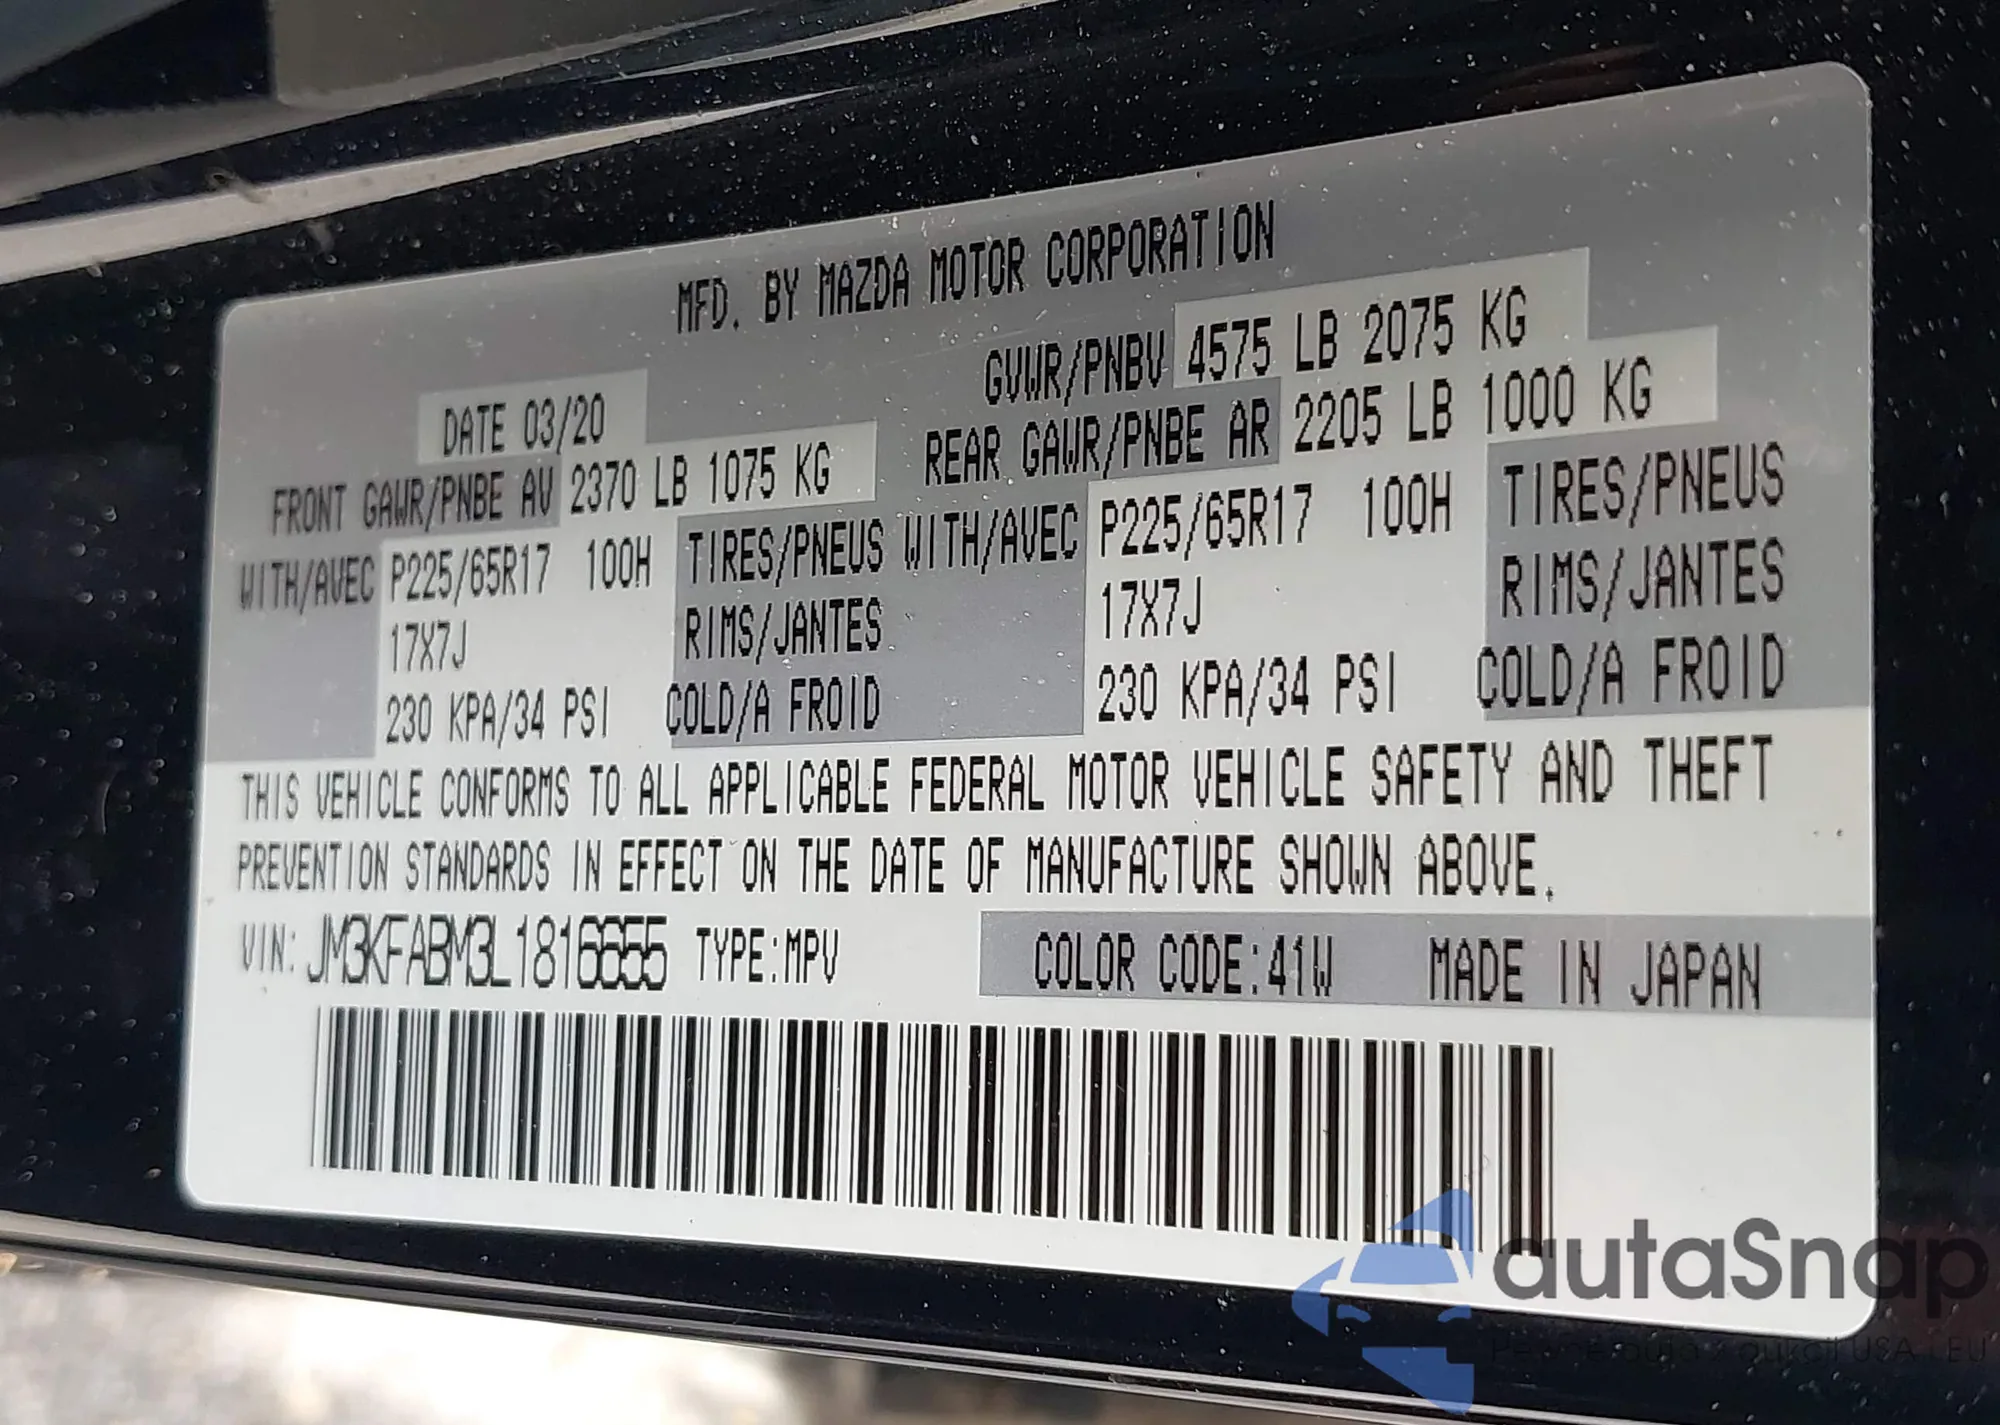 MFD. BY MAZDA MOTOR CORPORATION
GVWR/PNBV 4575 LB 2075 KG
DATE 03/20
FRONT GAWR/PNBE AV 2370 LB 1075 KG
REAR GAWR/PNBE AR 2205 LB 1000 KG
WITH/AVEC P225/65R17 100H TIRES/PNEUS WITH/AVEC P225/65R17 100H TIRES/PNEUS
17X7J RIMS/JANTES 17X7J RIMS/JANTES
230 KPA/34 PSI COLD/A FROID 230 KPA/34 PSI COLD/A FROID
THIS VEHICLE CONFORMS TO ALL APPLICABLE FEDERAL MOTOR VEHICLE SAFETY AND THEFT
PREVENTION STANDARDS IN EFFECT ON THE DATE OF MANUFACTURE SHOWN ABOVE.
VIN: JM3KFABM3L1816655 TYPE:MPV COLOR CODE:41W MADE IN JAPAN
autaSnap
aukcji USA i EU